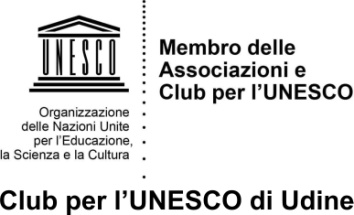 UNESCO
Organizzazione
delle Nazioni Unite
per l'Educazione,
la Scienza e la Cultura
Membro delle
Associazioni e
Club per l'UNESCO
Club per l'UNESCO di Udine